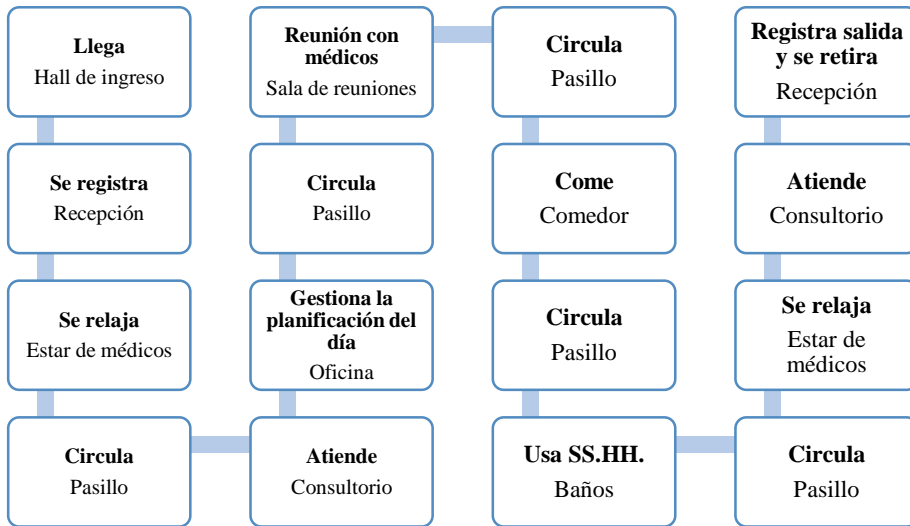 Llega
Hall de ingreso
Se registra
Recepción
Se relaja
Estar de médicos
Circula
Pasillo
Atiende
Consultorio
Gestiona la
planificación del
día
Oficina
Circula
Pasillo
Reunión con
médicos
Sala de reuniones
Circula
Pasillo
Come
Comedor
Circula
Pasillo
Usa SS.HH.
Baños
Circula
Pasillo
Se relaja
Estar de
médicos
Atiende
Consultorio
Registra salida
y se retira
Recepción